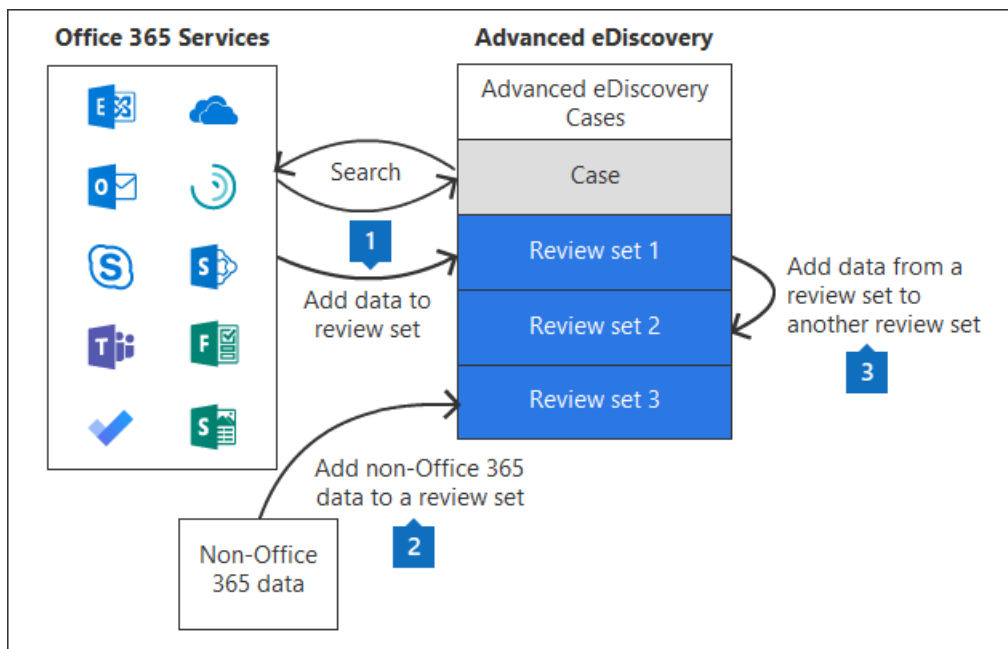 Office 365 Services
Advanced eDiscovery
Advanced eDiscovery
Cases
Search
Case
1
Review set 1
Add data to
review set
Add data from a
review set to
another review set
3
Review set 2
Review set 3
Add non-Office 365
data to a review set
2
Non-Office
365 data
E
O
S
S
T
F
S